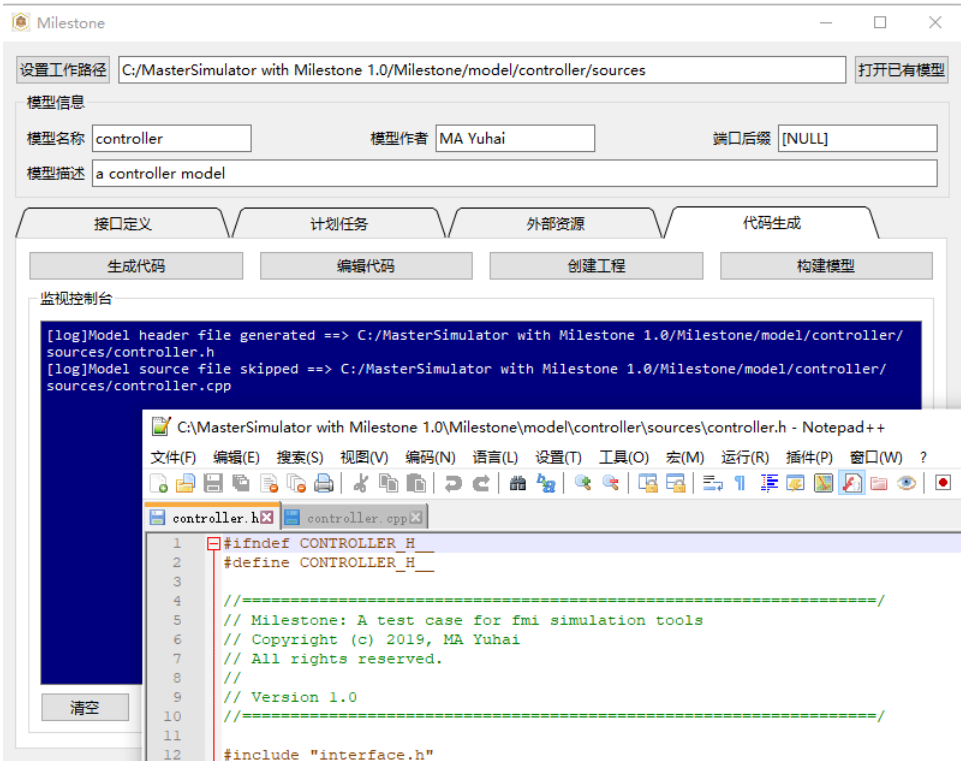 Milestone
设置工作路径 C:/MasterSimulator with Milestone 1.0/Milestone/model/controller/sources 打开已有模型
模型信息
模型名称 controller 模型作者 MA Yuhai 端口后缀 [NULL]
模型描述 a controller model
接口定义 计划任务 外部资源 代码生成
生成代码 编辑代码 创建工程 构建模型
监视控制台
[log]Model header file generated ==> C:/MasterSimulator with Milestone 1.0/Milestone/model/controller/
sources/controller.h
[log]Model source file skipped ==> C:/MasterSimulator with Milestone 1.0/Milestone/model/controller/
sources/controller.cpp
清空
C:\MasterSimulator with Milestone 1.0\Milestone\model\controller\sources\controller.h - Notepad++
文件(F) 编辑(E) 搜索(S) 视图(V) 编码(N) 语言(L) 设置(T) 工具(O) 宏(M) 运行(R) 插件(P) 窗口(W) ?
controller.h controller.cpp
1 #ifndef CONTROLLER_H__
2 #define CONTROLLER_H__
3
4 //===================================================================/
5 // Milestone: A test case for fmi simulation tools
6 // Copyright (c) 2019, MA Yuhai
7 // All rights reserved.
8 //
9 // Version 1.0
10 //===================================================================/
11
12 #include "interface.h"